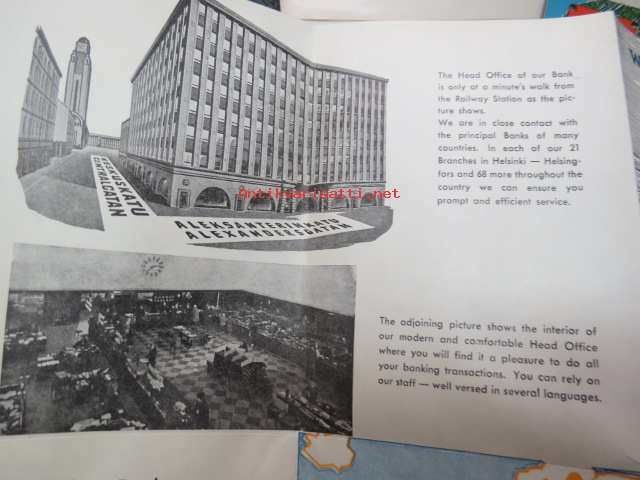 The Head Office of our Bank
is only at a minute's walk from
the Railway Station as the pic-
ture shows.
We are in close contact with
the principal Banks of many
countries. In each of our 21
Branches in Helsinki — Helsing-
fors and 68 more throughout the
country we can ensure you
prompt and efficient service.
KESKUSKATU
CENTRALGATAN
ALEKSANTERINKATU
ALEXANDERSGATAN
Antikvariaatti.net
The adjoining picture shows the interior of
our modern and comfortable Head Office
where you will find it a pleasure to do all
your banking transactions. You can rely on
our staff — well versed in several languages.